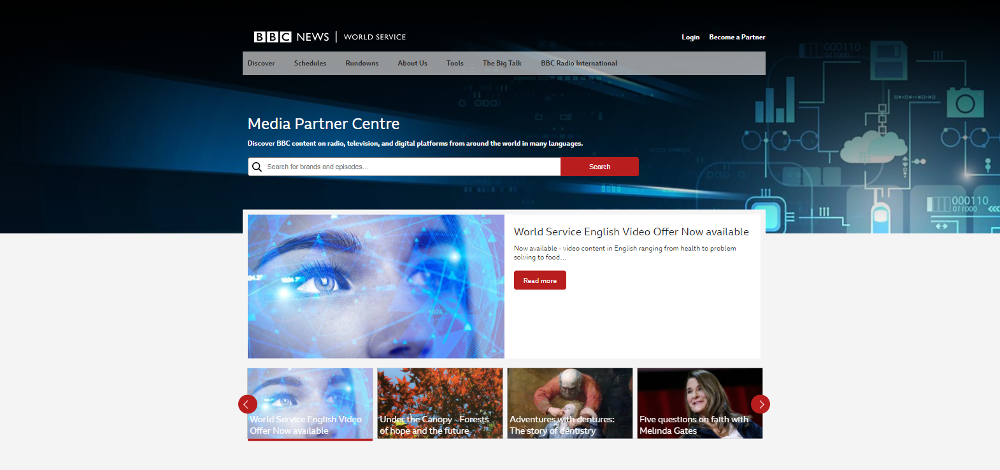 BBC NEWS | WORLD SERVICE
Login Become a Partner
Discover Schedules Rundowns About Us Tools The Big Talk BBC Radio International
000110
Media Partner Centre
Discover BBC content on radio, television, and digital platforms from around the world in many languages.
Search for brands and episodes... Search
000110
World Service English Video Offer Now available
Now available - video content in English ranging from health to problem
solving to food...
Read more
1024
World Service English Video
Offer Now available
Under the Canopy - Forests
of hope and the future
Adventures with dentures:
The story of dentistry
Five questions on faith with
Melinda Gates